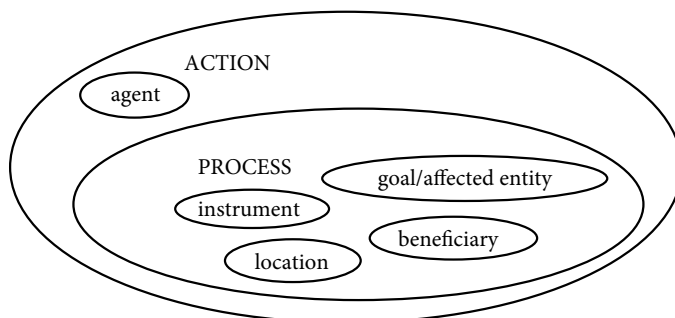 ACTION
agent
PROCESS
goal/affected entity
instrument
beneficiary
location